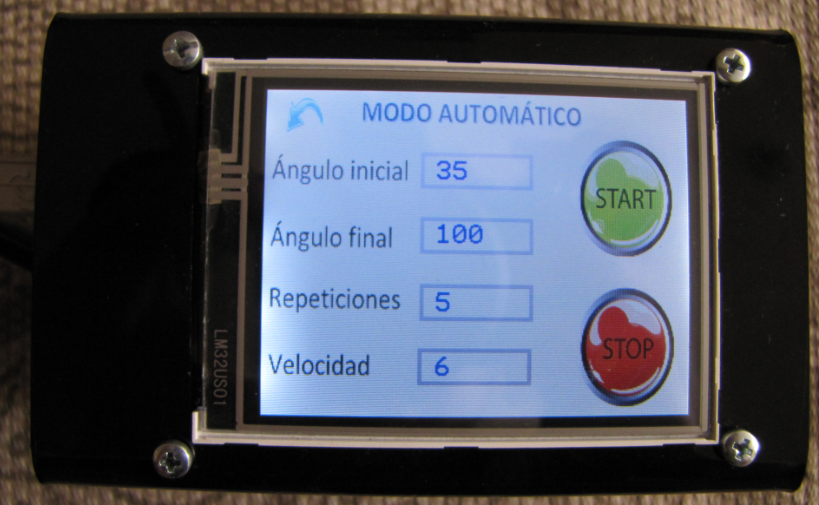 MODO AUTOMÁTICO
Ángulo inicial 35
START
Ángulo final 100
Repeticiones 5
STOP
Velocidad 6
LM32US01